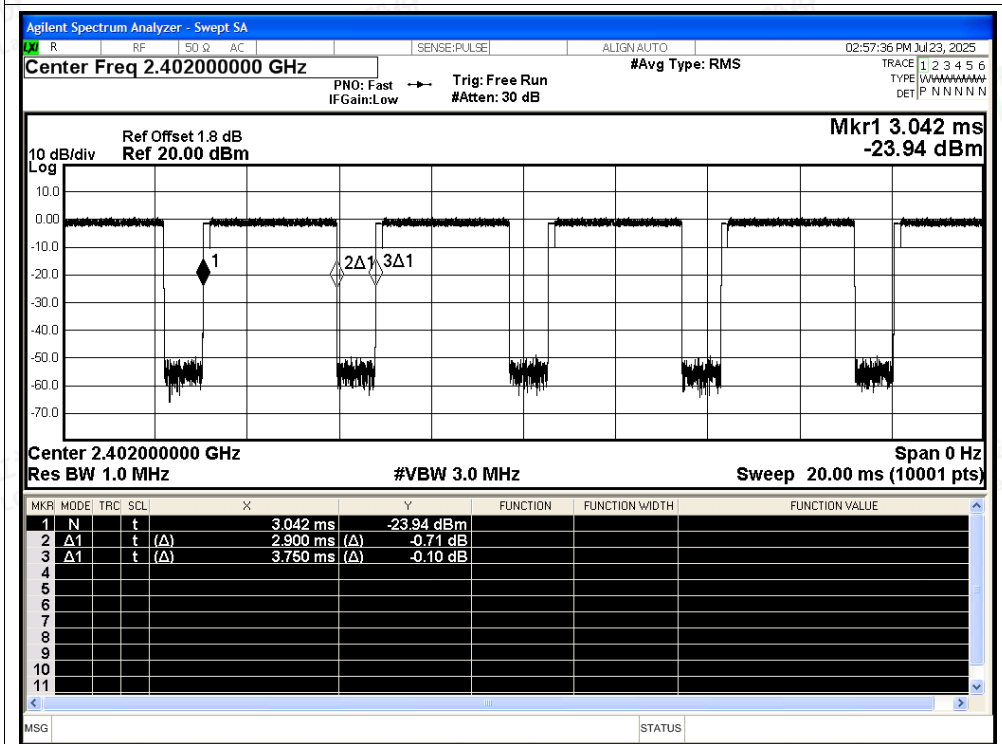 Agilent Spectrum Analyzer - Swept SA
LXI R RF 50 Ω AC SENSE:PULSE ALIGN AUTO 02:57:36 PM Jul 23, 2025
Center Freq 2.402000000 GHz #Avg Type: RMS TRACE 1 2 3 4 5 6
PNO: Fast Trig: Free Run TYPE
IFGain:Low #Atten: 30 dB DET P N N N N N
Mkr1 3.042 ms
Ref Offset 1.8 dB
10 dB/div Ref 20.00 dBm -23.94 dBm
Log
10.0
0.00
-10.0
1 2Δ1 3Δ1
-20.0
-30.0
-40.0
-50.0
-60.0
-70.0
Center 2.402000000 GHz Span 0 Hz
Res BW 1.0 MHz #VBW 3.0 MHz Sweep 20.00 ms (10001 pts)
MKR MODE TRC SCL X Y FUNCTION FUNCTION WIDTH FUNCTION VALUE
1 N t 3.042 ms -23.94 dBm
2 Δ1 t (Δ) 2.900 ms (Δ) -0.71 dB
3 Δ1 t (Δ) 3.750 ms (Δ) -0.10 dB
4
5
6
7
8
9
10
11
MSG STATUS